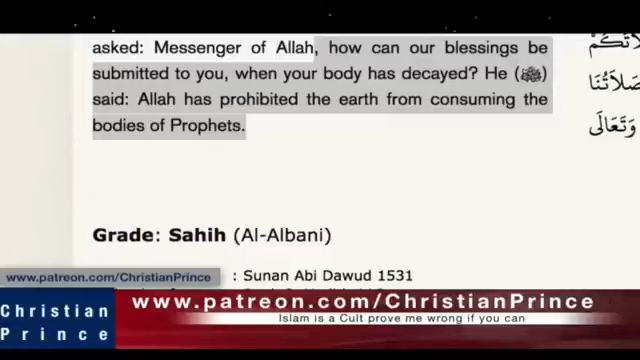 asked: Messenger of Allah, how can our blessings be
submitted to you, when your body has decayed? He (ﷺ)
said: Allah has prohibited the earth from consuming the
bodies of Prophets.
وَتَعَالَى
Grade: Sahih (Al-Albani)
www.patreon.com/ChristianPrince
: Sunan Abi Dawud 1531
www.patreon.com/ChristianPrince
Christian
Prince
Islam is a Cult prove me wrong if you can